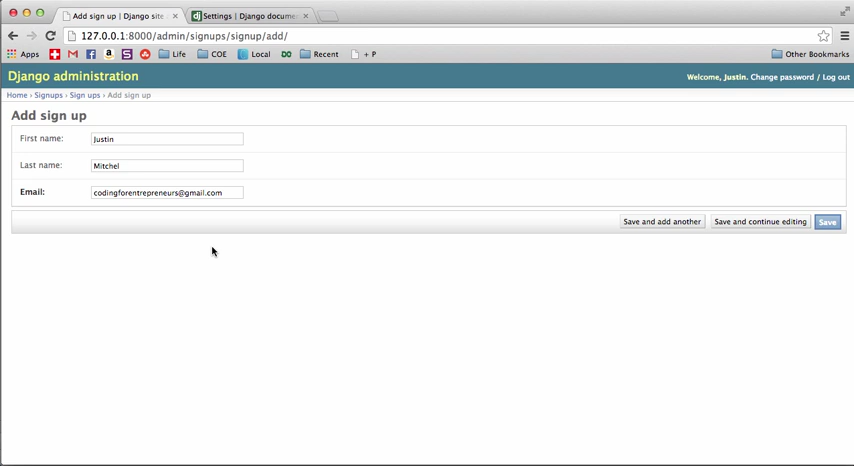 Add sign up | Django site
Settings | Django docume
127.0.0.1:8000/admin/signups/signup/add/
Apps Life COE Local Recent + P Other Bookmarks
Django administration
Welcome, Justin. Change password / Log out
Home › Signups › Sign ups › Add sign up
Add sign up
First name: Justin
Last name: Mitchel
Email: codingforentrepreneurs@gmail.com
Save and add another Save and continue editing Save